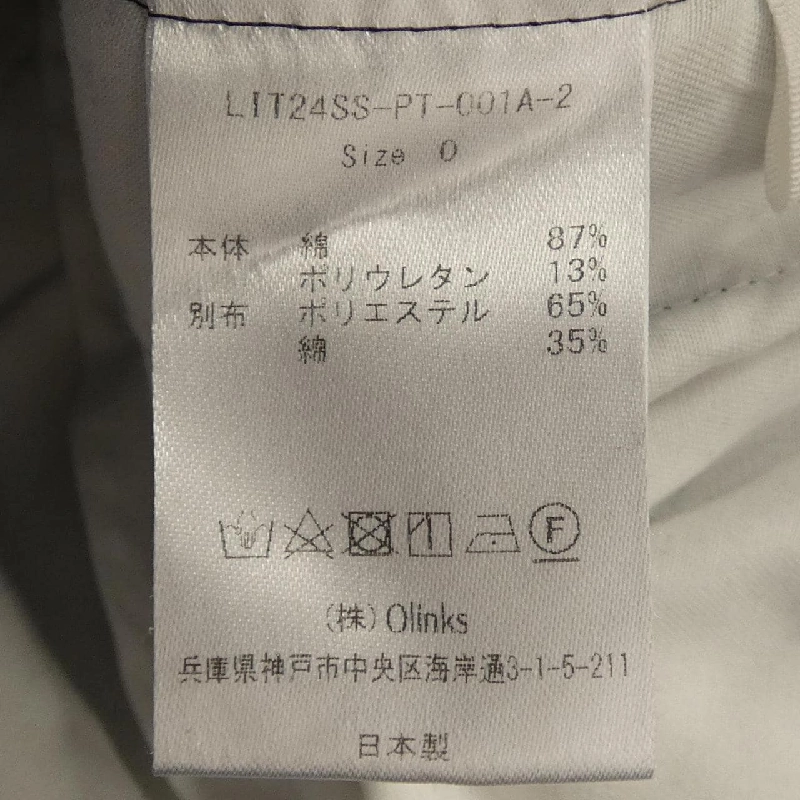 LIT24SS-PT-001A-2
Size 0
本体 綿 87%
ポリウレタン 13%
別布 ポリエステル 65%
綿 35%
F
(株)Olinks
兵庫県神戸市中央区海岸通3-1-5-211
日本製